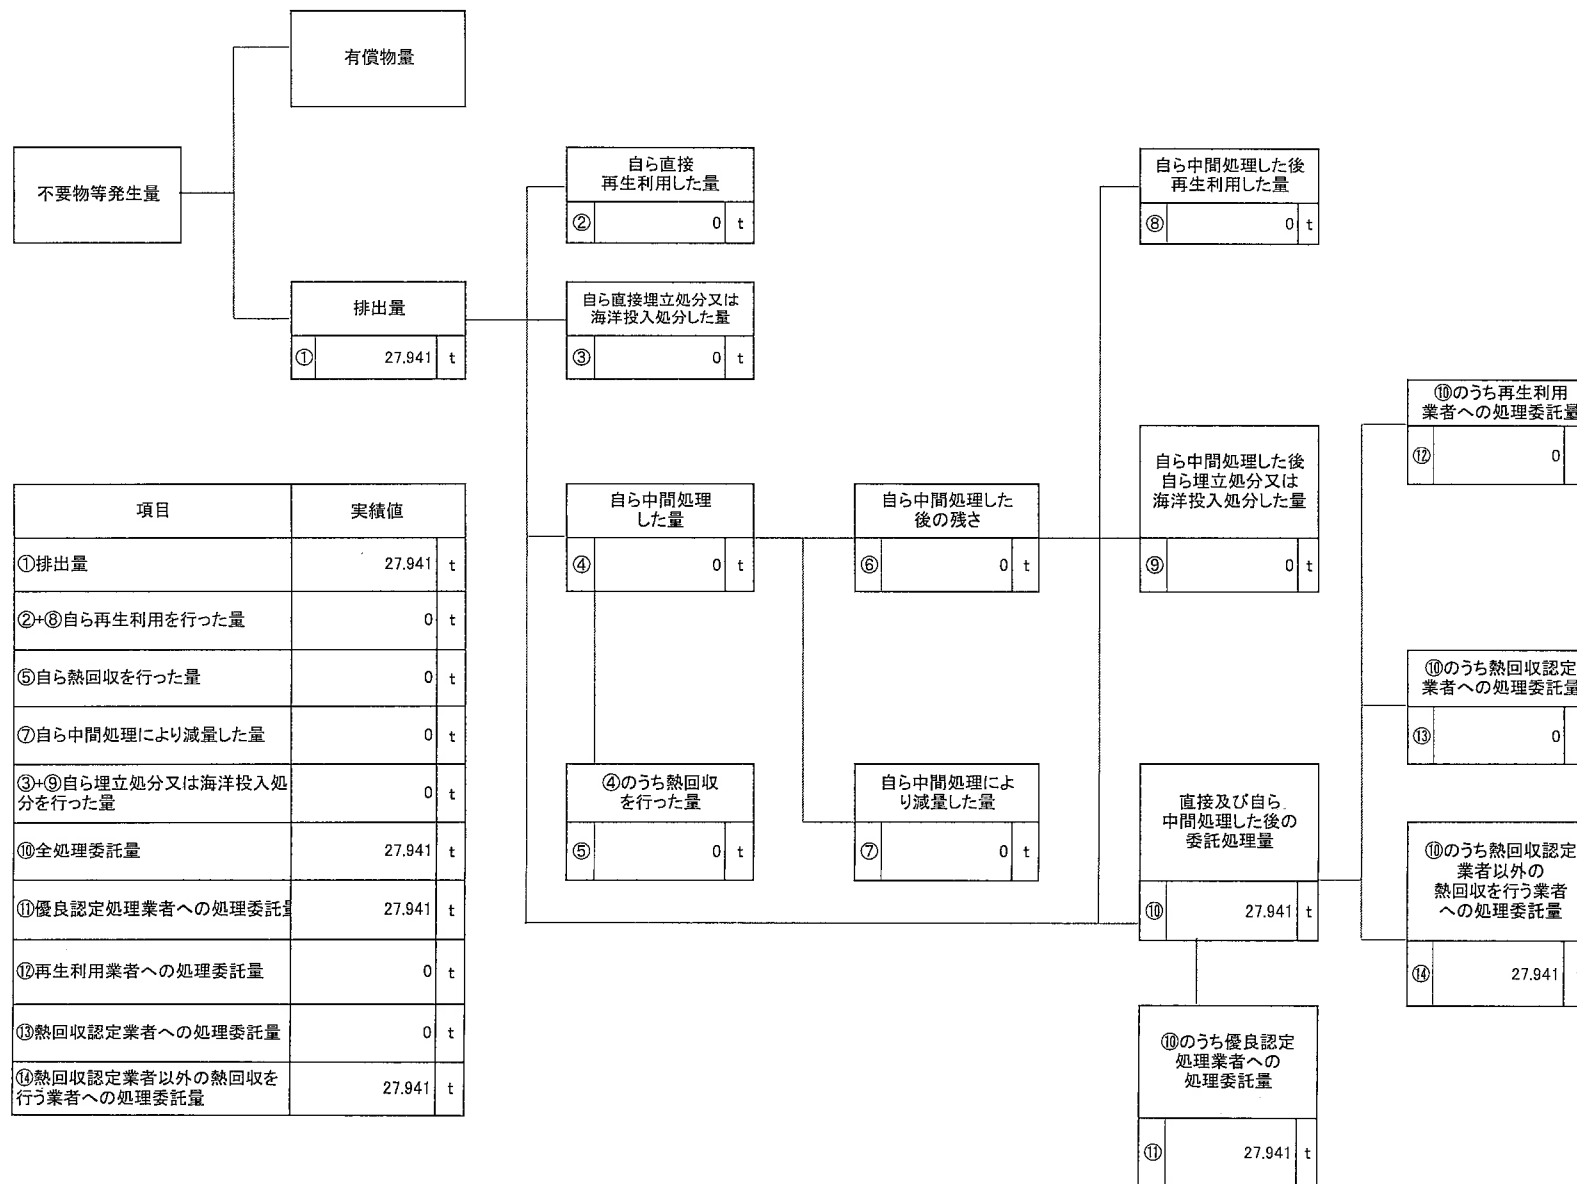 有償物量
不要物等発生量
排出量
① 27.941 t
自ら直接
再生利用した量
② 0 t
自ら直接埋立処分又は
海洋投入処分した量
③ 0 t
自ら中間処理
した量
④ 0 t
④のうち熱回収
を行った量
⑤ 0 t
自ら中間処理した
後の残さ
⑥ 0 t
自ら中間処理によ
り減量した量
⑦ 0 t
自ら中間処理した後
再生利用した量
⑧ 0 t
自ら中間処理した後
自ら埋立処分又は
海洋投入処分した量
⑨ 0 t
直接及び自ら
中間処理した後の
委託処理量
⑩ 27.941 t
⑩のうち優良認定
処理業者への
処理委託量
⑪ 27.941 t
⑩のうち再生利用
業者への処理委託量
⑫ 0
⑩のうち熱回収認定
業者への処理委託量
⑬ 0
⑩のうち熱回収認定
業者以外の
熱回収を行う業者
への処理委託量
⑭ 27.941
項目 実績値
①排出量 27.941 t
②+⑧自ら再生利用を行った量 0 t
⑤自ら熱回収を行った量 0 t
⑦自ら中間処理により減量した量 0 t
③+⑨自ら埋立処分又は海洋投入処
分を行った量 0 t
⑩全処理委託量 27.941 t
⑪優良認定処理業者への処理委託量 27.941 t
⑫再生利用業者への処理委託量 0 t
⑬熱回収認定業者への処理委託量 0 t
⑭熱回収認定業者以外の熱回収を
行う業者への処理委託量 27.941 t